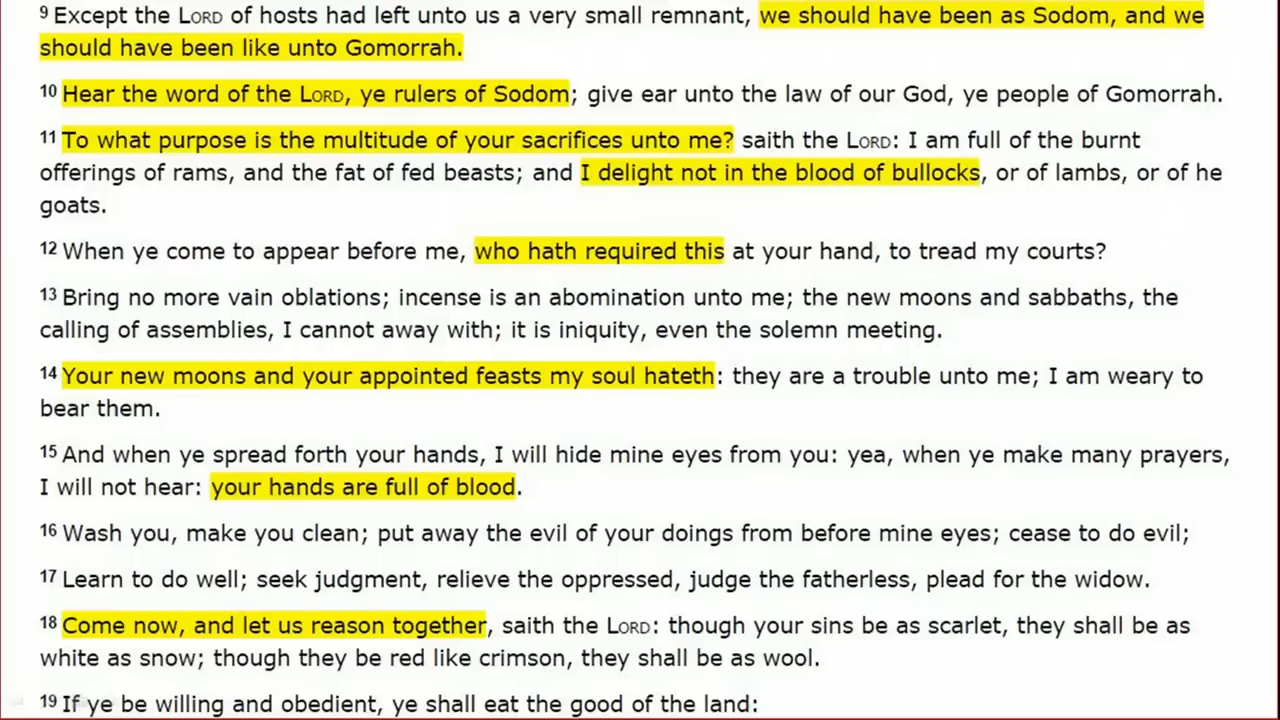 9 Except the LORD of hosts had left unto us a very small remnant, we should have been as Sodom, and we
should have been like unto Gomorrah.
10 Hear the word of the LORD, ye rulers of Sodom; give ear unto the law of our God, ye people of Gomorrah.
11 To what purpose is the multitude of your sacrifices unto me? saith the LORD: I am full of the burnt
offerings of rams, and the fat of fed beasts; and I delight not in the blood of bullocks, or of lambs, or of he
goats.
12 When ye come to appear before me, who hath required this at your hand, to tread my courts?
13 Bring no more vain oblations; incense is an abomination unto me; the new moons and sabbaths, the
calling of assemblies, I cannot away with; it is iniquity, even the solemn meeting.
14 Your new moons and your appointed feasts my soul hateth: they are a trouble unto me; I am weary to
bear them.
15 And when ye spread forth your hands, I will hide mine eyes from you: yea, when ye make many prayers,
I will not hear: your hands are full of blood.
16 Wash you, make you clean; put away the evil of your doings from before mine eyes; cease to do evil;
17 Learn to do well; seek judgment, relieve the oppressed, judge the fatherless, plead for the widow.
18 Come now, and let us reason together, saith the LORD: though your sins be as scarlet, they shall be as
white as snow; though they be red like crimson, they shall be as wool.
19 If ye be willing and obedient, ye shall eat the good of the land: